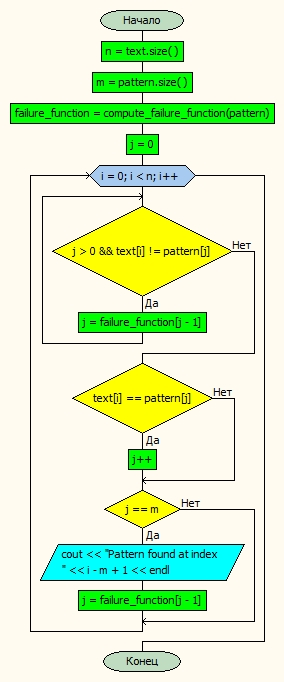 Начало
n = text.size()
m = pattern.size()
failure_function = compute_failure_function(pattern)
j = 0
i = 0; i < n; i++
j > 0 && text[i] != pattern[j]
Нет
Да
j = failure_function[j - 1]
text[i] == pattern[j]
Нет
Да
j++
j == m
Нет
Да
cout << "Pattern found at index
" << i - m + 1 << endl
j = failure_function[j - 1]
Конец